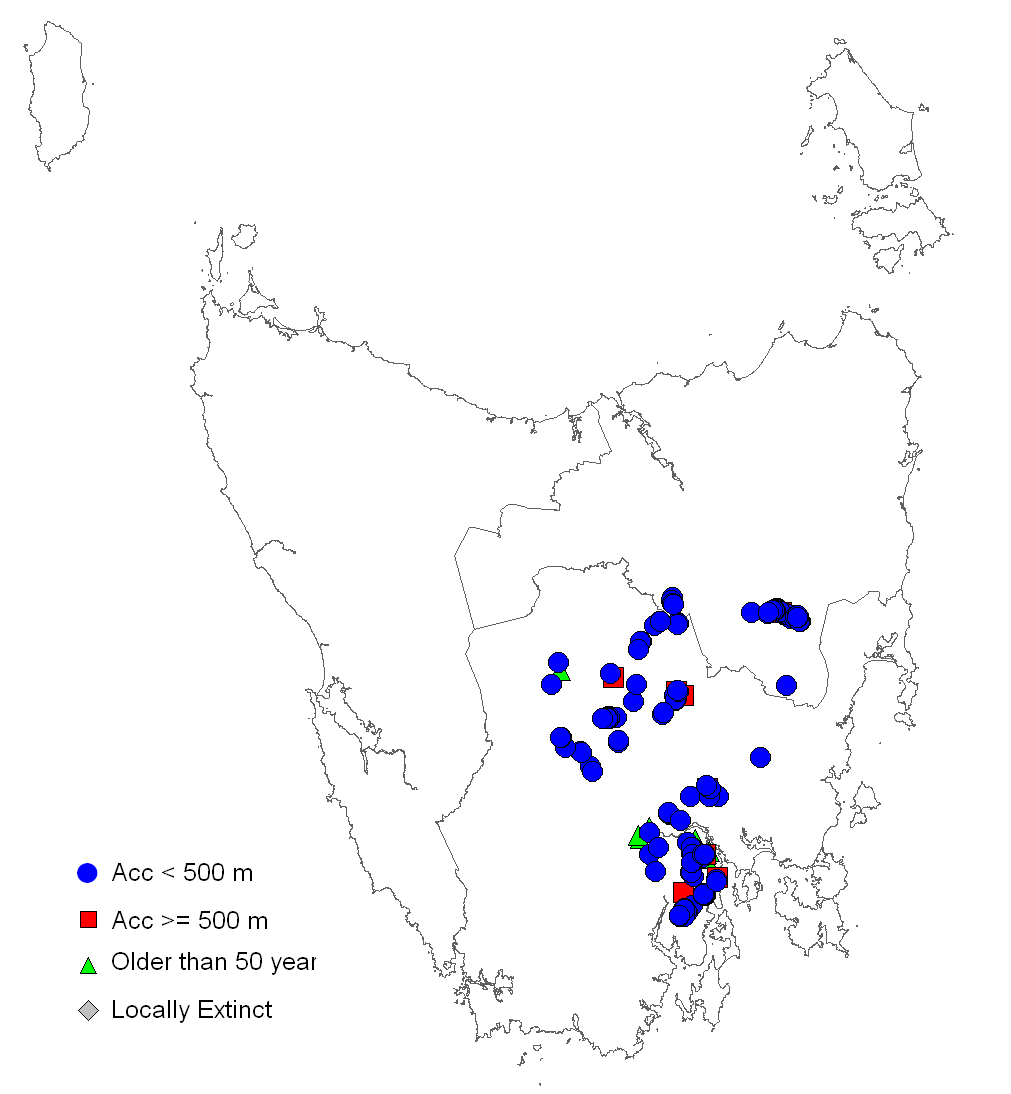 Acc < 500 m
Acc >= 500 m
Older than 50 year
Locally Extinct